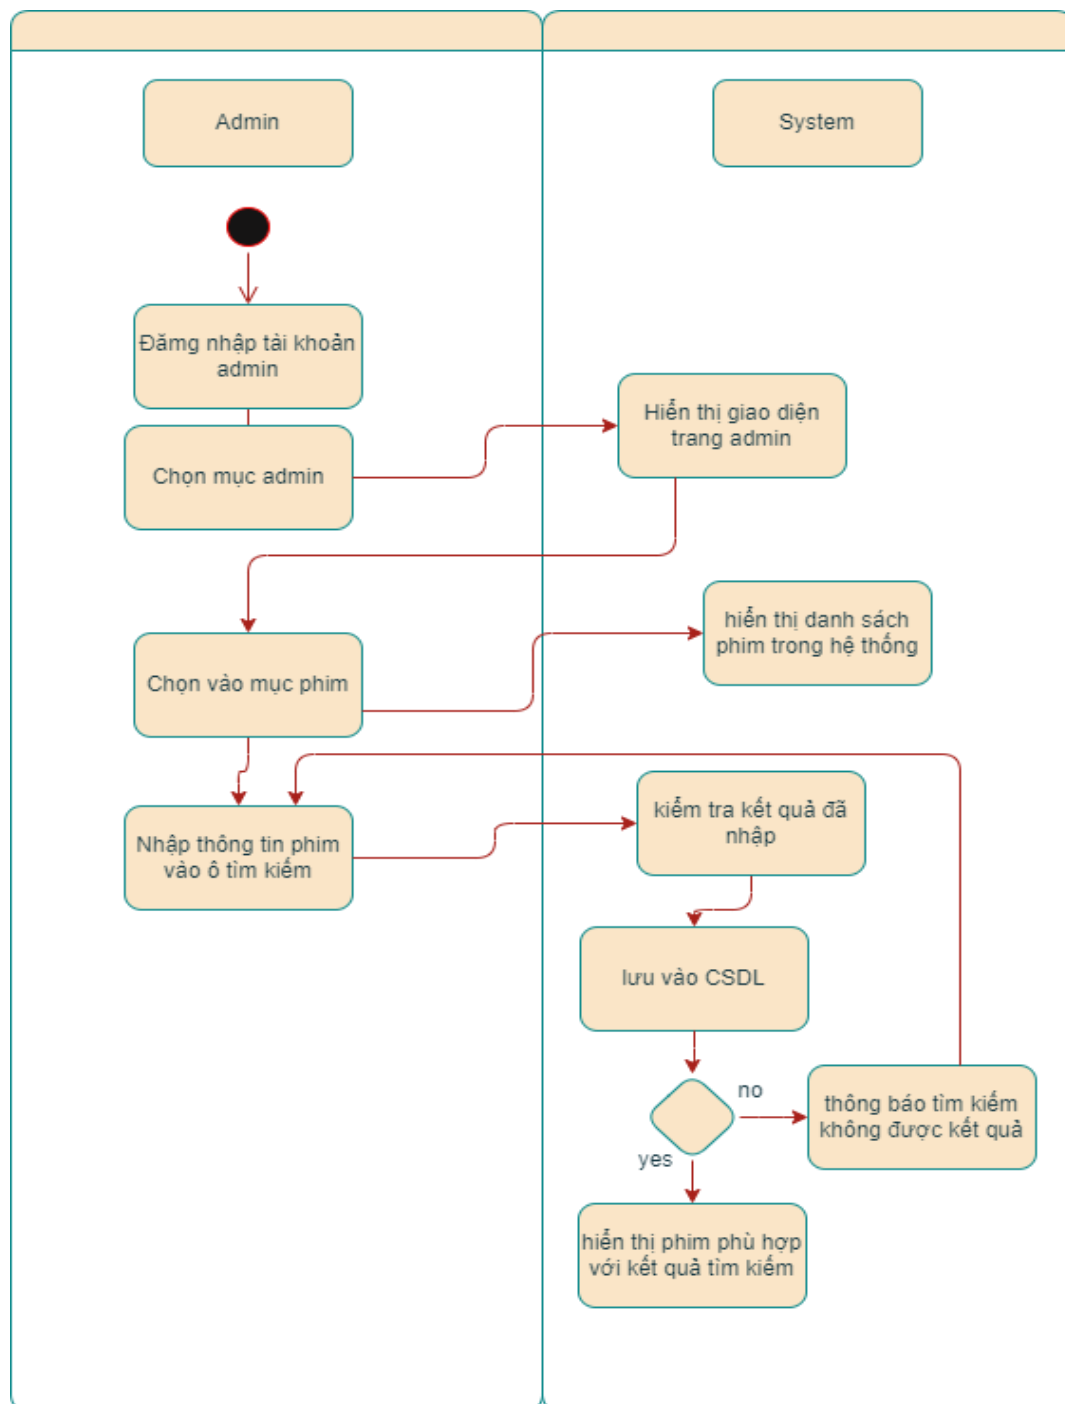 Admin
System
Đămg nhập tài khoản
admin
Chọn mục admin
Hiển thị giao diện
trang admin
hiển thị danh sách
phim trong hệ thống
Chọn vào mục phim
Nhập thông tin phim
vào ô tìm kiếm
kiểm tra kết quả đã
nhập
lưu vào CSDL
no
thông báo tìm kiếm
không được kết quả
yes
hiển thị phim phù hợp
với kết quả tìm kiếm